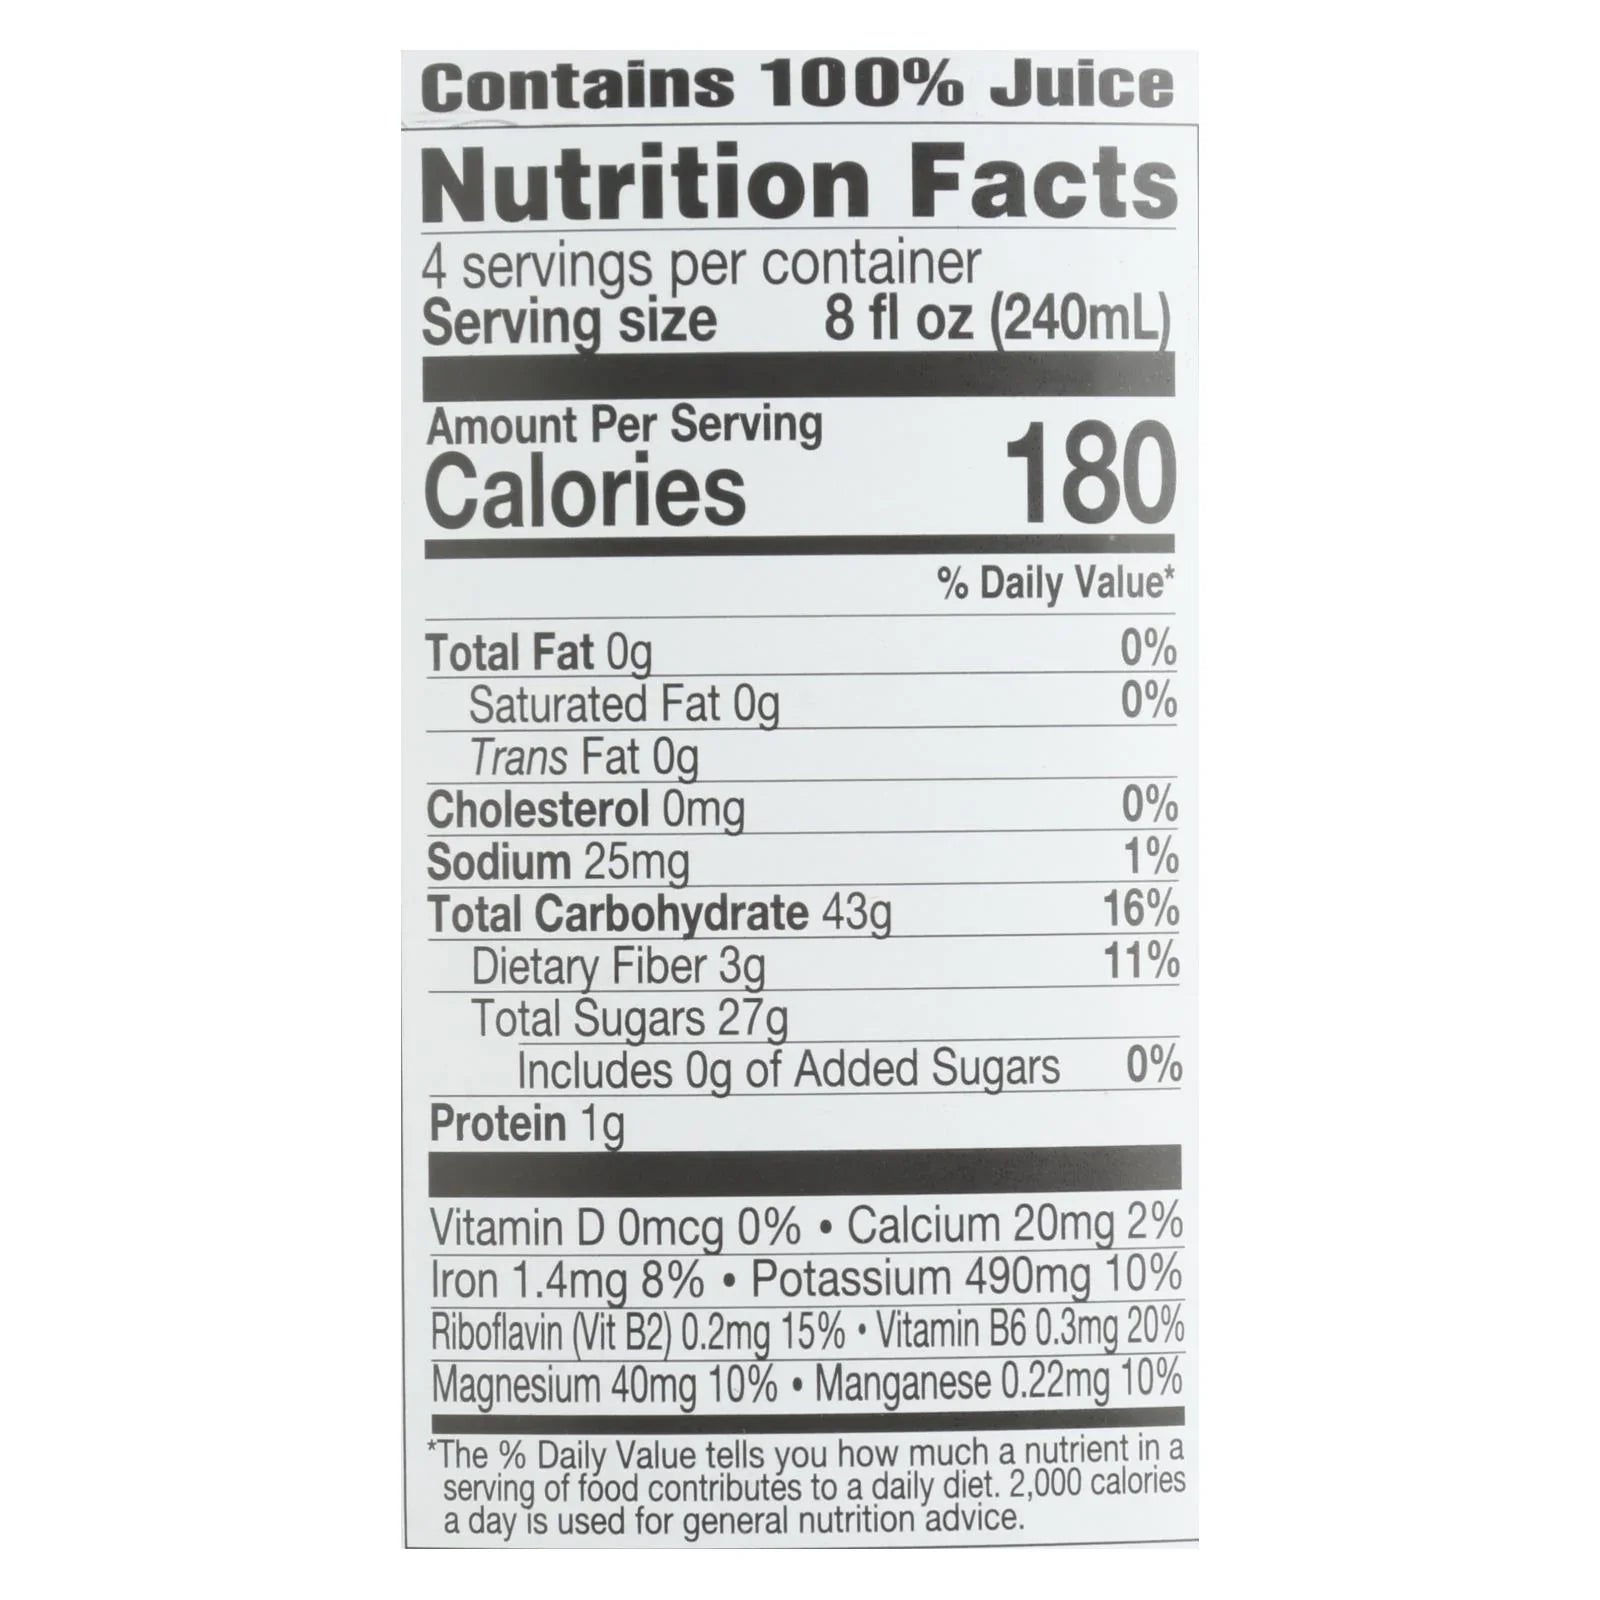 Contains 100% Juice
Nutrition Facts
4 servings per container
Serving size 8 fl oz (240mL)
Amount Per Serving
Calories 180
% Daily Value*
Total Fat 0g 0%
Saturated Fat 0g 0%
Trans Fat 0g
Cholesterol 0mg 0%
Sodium 25mg 1%
Total Carbohydrate 43g 16%
Dietary Fiber 3g 11%
Total Sugars 27g
Includes 0g of Added Sugars 0%
Protein 1g
Vitamin D 0mcg 0% • Calcium 20mg 2%
Iron 1.4mg 8% • Potassium 490mg 10%
Riboflavin (Vit B2) 0.2mg 15% • Vitamin B6 0.3mg 20%
Magnesium 40mg 10% • Manganese 0.22mg 10%
*The % Daily Value tells you how much a nutrient in a
serving of food contributes to a daily diet. 2,000 calories
a day is used for general nutrition advice.